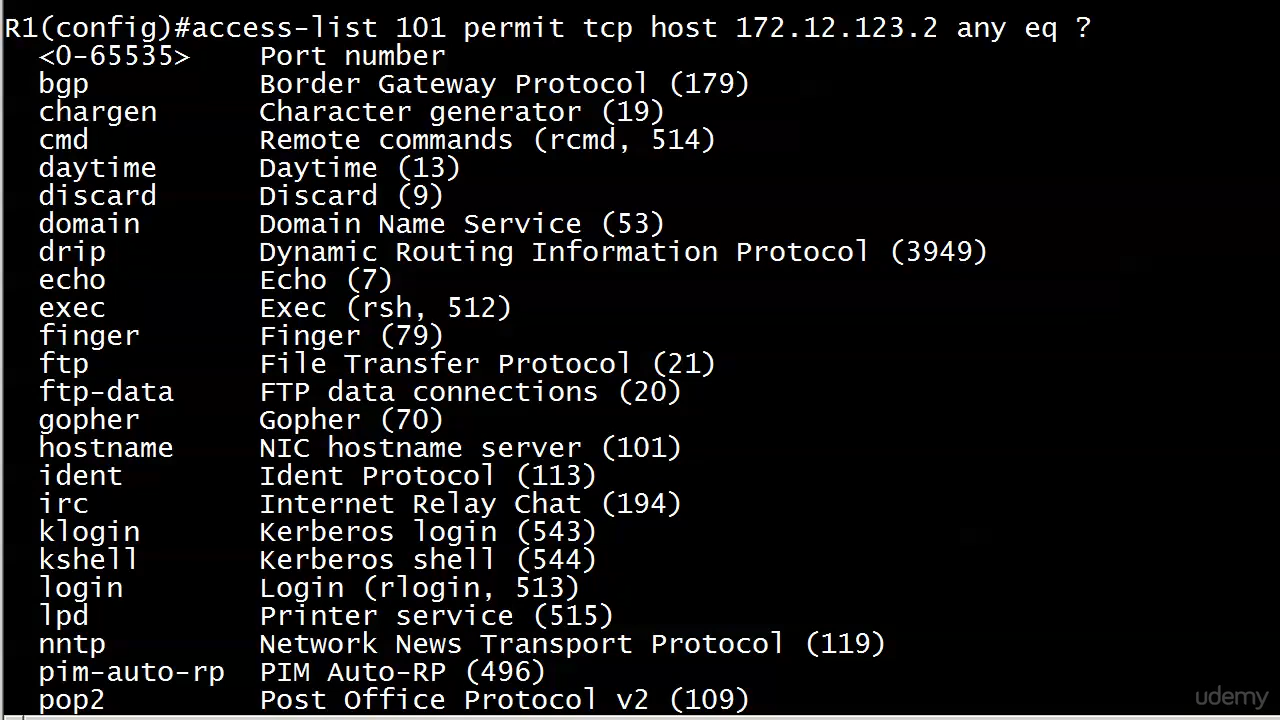 R1(config)#access-list 101 permit tcp host 172.12.123.2 any eq ?
<0-65535> Port number
bgp Border Gateway Protocol (179)
chargen Character generator (19)
cmd Remote commands (rcmd, 514)
daytime Daytime (13)
discard Discard (9)
domain Domain Name Service (53)
drip Dynamic Routing Information Protocol (3949)
echo Echo (7)
exec Exec (rsh, 512)
finger Finger (79)
ftp File Transfer Protocol (21)
ftp-data FTP data connections (20)
gopher Gopher (70)
hostname NIC hostname server (101)
ident Ident Protocol (113)
irc Internet Relay Chat (194)
klogin Kerberos login (543)
kshell Kerberos shell (544)
login Login (rlogin, 513)
lpd Printer service (515)
nntp Network News Transport Protocol (119)
pim-auto-rp PIM Auto-RP (496)
pop2 Post Office Protocol v2 (109)
udemy